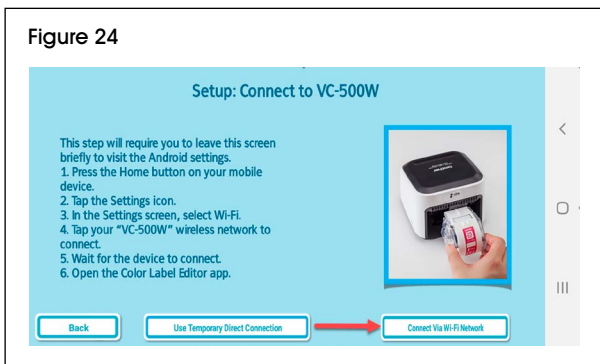 Figure 24
Setup: Connect to VC-500W
This step will require you to leave this screen
briefly to visit the Android settings.
1. Press the Home button on your mobile
device.
2. Tap the Settings icon.
3. In the Settings screen, select Wi-Fi.
4. Tap your “VC-500W” wireless network to
connect.
5. Wait for the device to connect.
6. Open the Color Label Editor app.
Back
Use Temporary Direct Connection
Connect Via Wi-Fi Network